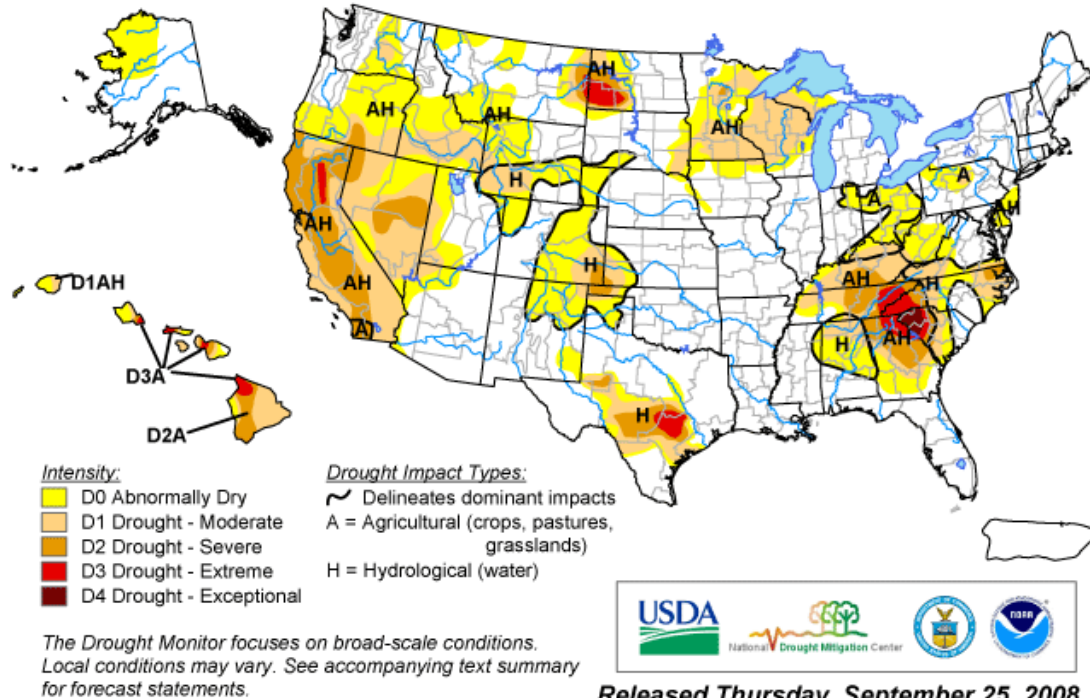 AH
AH
AH
AH
H
A
AH
AH
AH
A
H
AH
H
AH
H
AH
H
D1AH
D3A
D2A
Intensity:
D0 Abnormally Dry
D1 Drought - Moderate
D2 Drought - Severe
D3 Drought - Extreme
D4 Drought - Exceptional
Drought Impact Types:
Delineates dominant impacts
A = Agricultural (crops, pastures,
grasslands)
H = Hydrological (water)
The Drought Monitor focuses on broad-scale conditions.
Local conditions may vary. See accompanying text summary
for forecast statements.
USDA
National Drought Mitigation Center
NOAA
Released Thursday, September 25, 2008